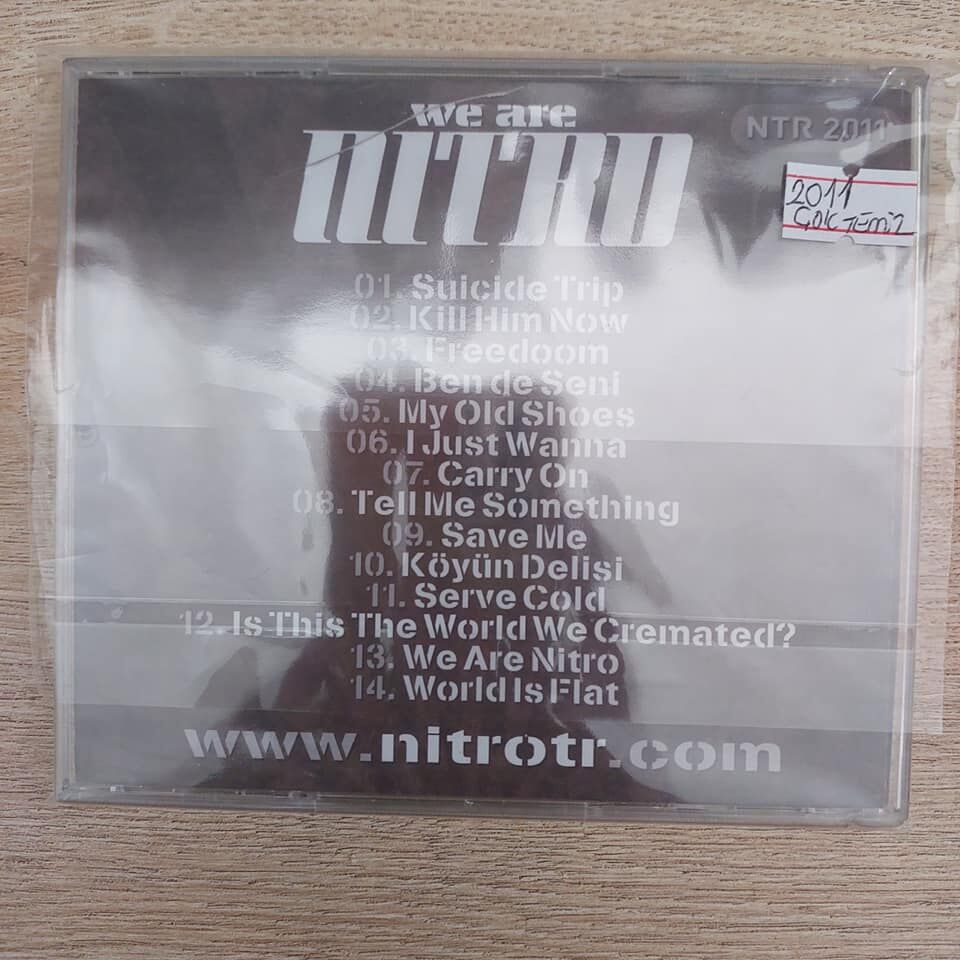 we are
NITRO
NTR 2011
2011
ÇOK TEMİZ
01. Suicide Trip
02. Kill Him Now
03. Freedoom
04. Ben de Seni
05. My Old Shoes
06. I Just Wanna
07. Carry On
08. Tell Me Something
09. Save Me
10. Köyün Delisi
11. Serve Cold
12. Is This The World We Cremated?
13. We Are Nitro
14. World Is Flat
www.nitrotr.com